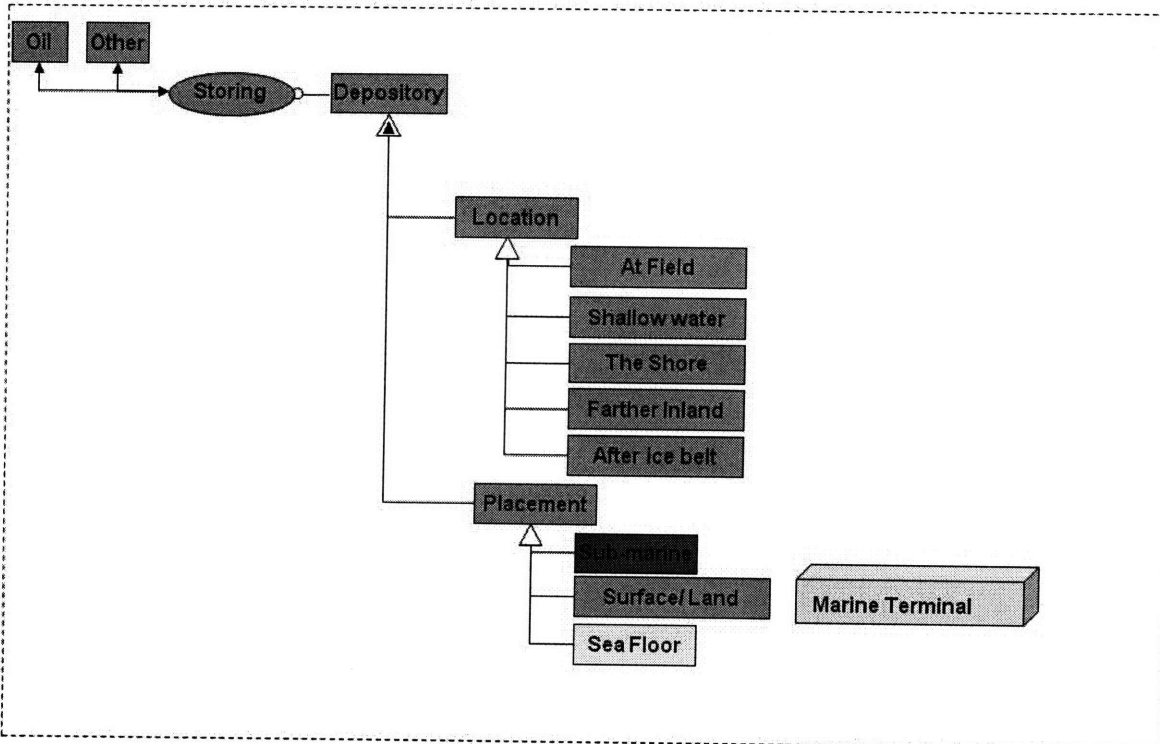 Oil
Other
Storing
Depository
Location
At Field
Shallow water
The Shore
Farther Inland
After ice belt
Placement
Sub-marine
Surface/ Land
Marine Terminal
Sea Floor